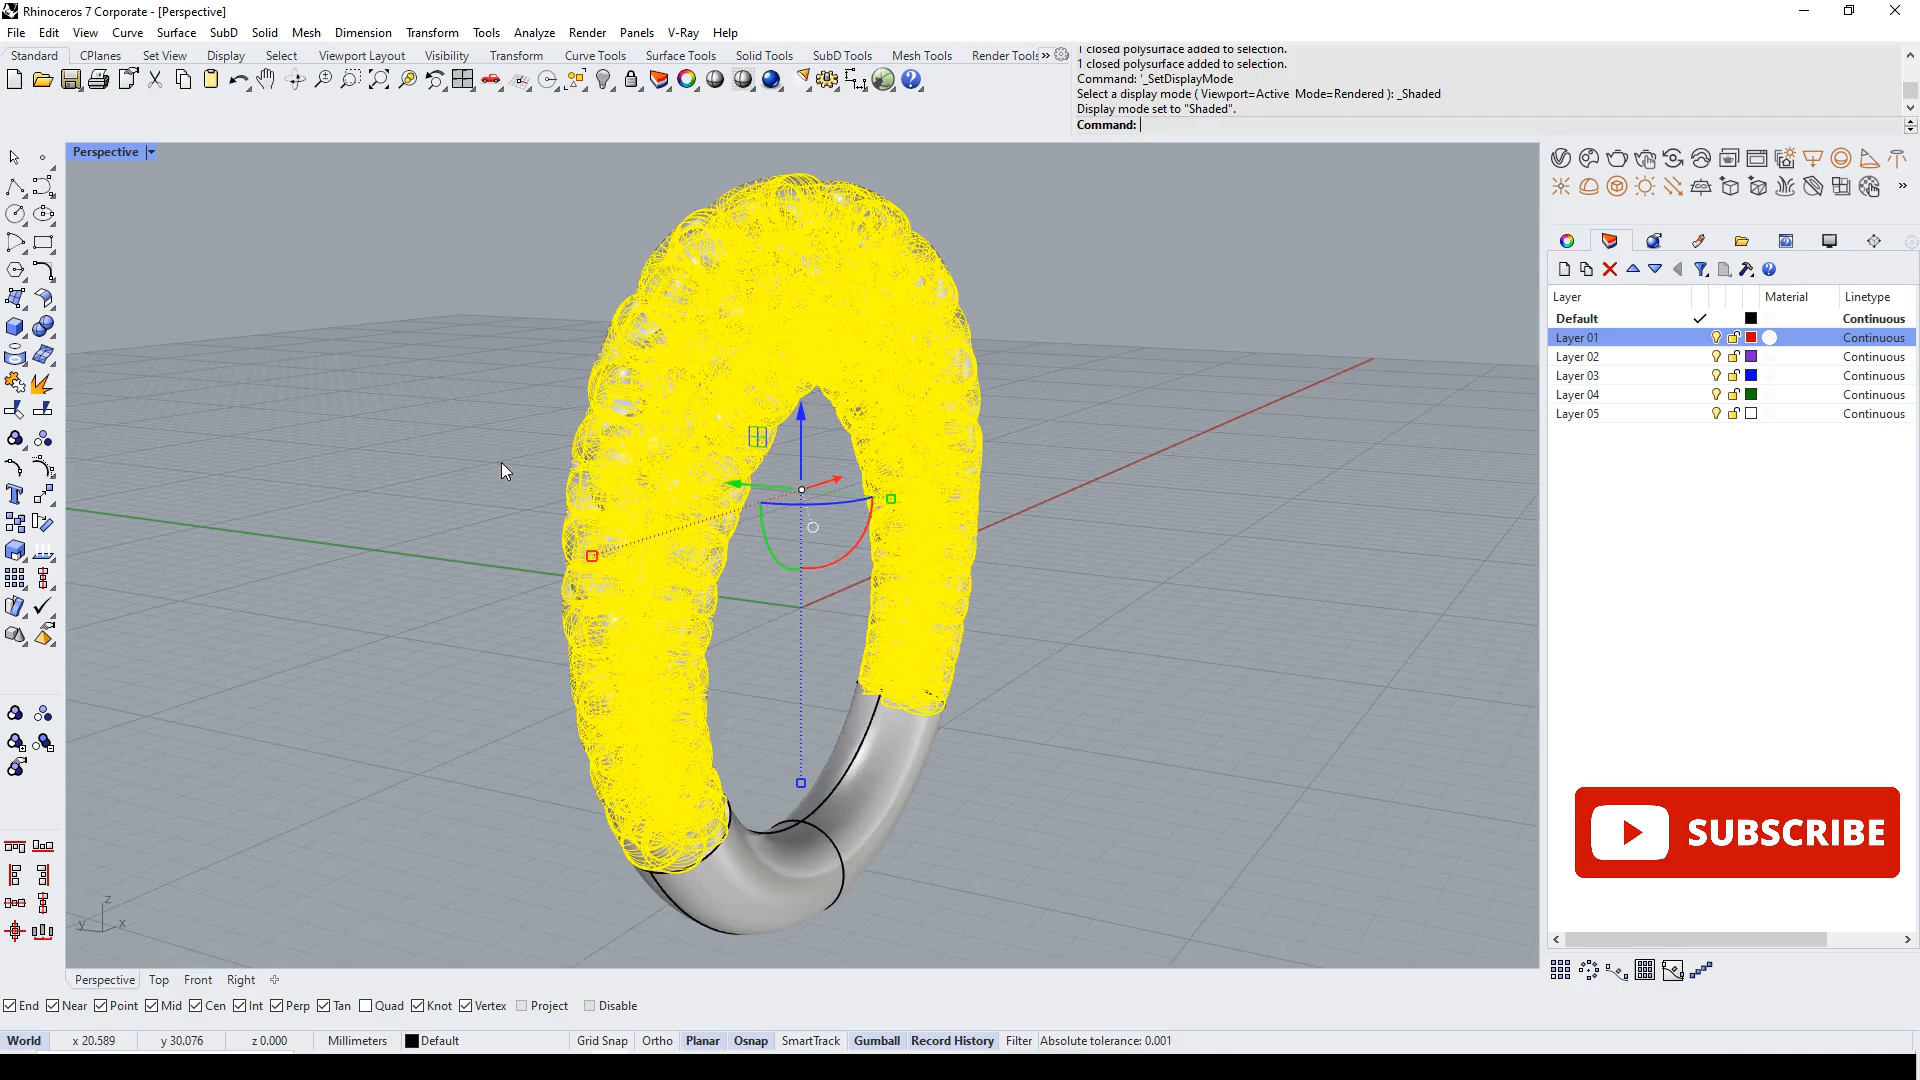 Rhinoceros 7 Corporate - [Perspective]
File Edit View Curve Surface SubD Solid Mesh Dimension Transform Tools Analyze Render Panels V-Ray Help
Standard CPlanes Set View Display Select Viewport Layout Visibility Transform Curve Tools Surface Tools Solid Tools SubD Tools Mesh Tools Render Tools »
1 closed polysurface added to selection.
1 closed polysurface added to selection.
Command: '_SetDisplayMode
Select a display mode ( Viewport=Active Mode=Rendered ): _Shaded
Display mode set to "Shaded".
Command:
Perspective
Layer Material Linetype
Default Continuous
Layer 01 Continuous
Layer 02 Continuous
Layer 03 Continuous
Layer 04 Continuous
Layer 05 Continuous
SUBSCRIBE
z
y x
Perspective Top Front Right
End Near Point Mid Cen Int Perp Tan Quad Knot Vertex Project Disable
World x 20.589 y 30.076 z 0.000 Millimeters Default Grid Snap Ortho Planar Osnap SmartTrack Gumball Record History Filter Absolute tolerance: 0.001